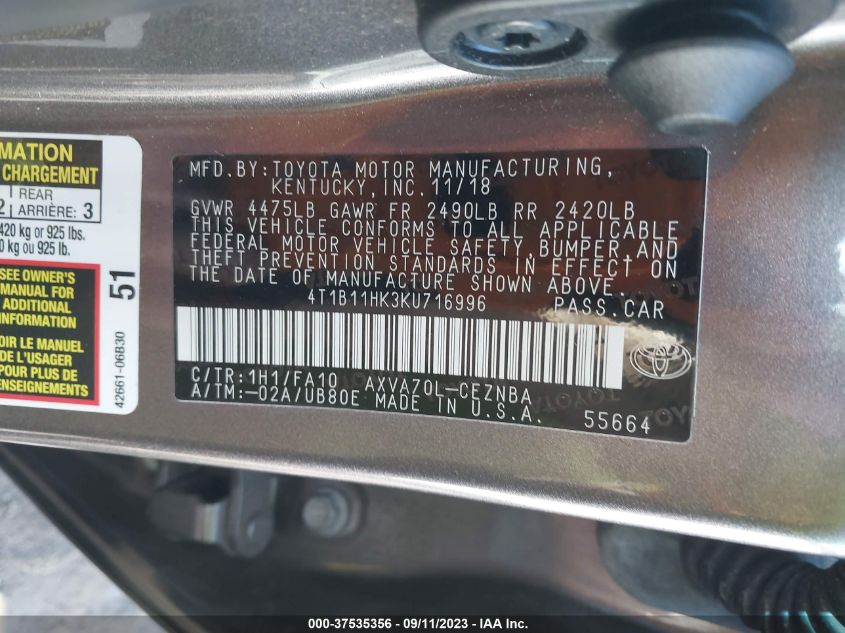 MATION
CHARGEMENT
REAR
2 ARRIÈRE: 3
420 kg or 925 lbs.
0 kg ou 925 lb.
SEE OWNER'S
MANUAL FOR
ADDITIONAL
INFORMATION
OIR LE MANUEL
DE L'USAGER
POUR PLUS DE
51
42661-06B30
MFD.BY:TOYOTA MOTOR MANUFACTURING,
KENTUCKY,INC.11/18
GVWR 4475LB GAWR FR 2490LB RR 2420LB
THIS VEHICLE CONFORMS TO ALL APPLICABLE
FEDERAL MOTOR VEHICLE SAFETY,BUMPER,AND
THEFT PREVENTION STANDARDS IN EFFECT ON
THE DATE OF MANUFACTURE SHOWN ABOVE.
4T1B11HK3KU716996 PASS.CAR
C/TR:1H1/FA10 AXVA70L-CEZNBA
A/TM:-02A/UB80E MADE IN U.S.A.
55664
TOYOTA
000-37535356 - 09/11/2023 - IAA Inc.